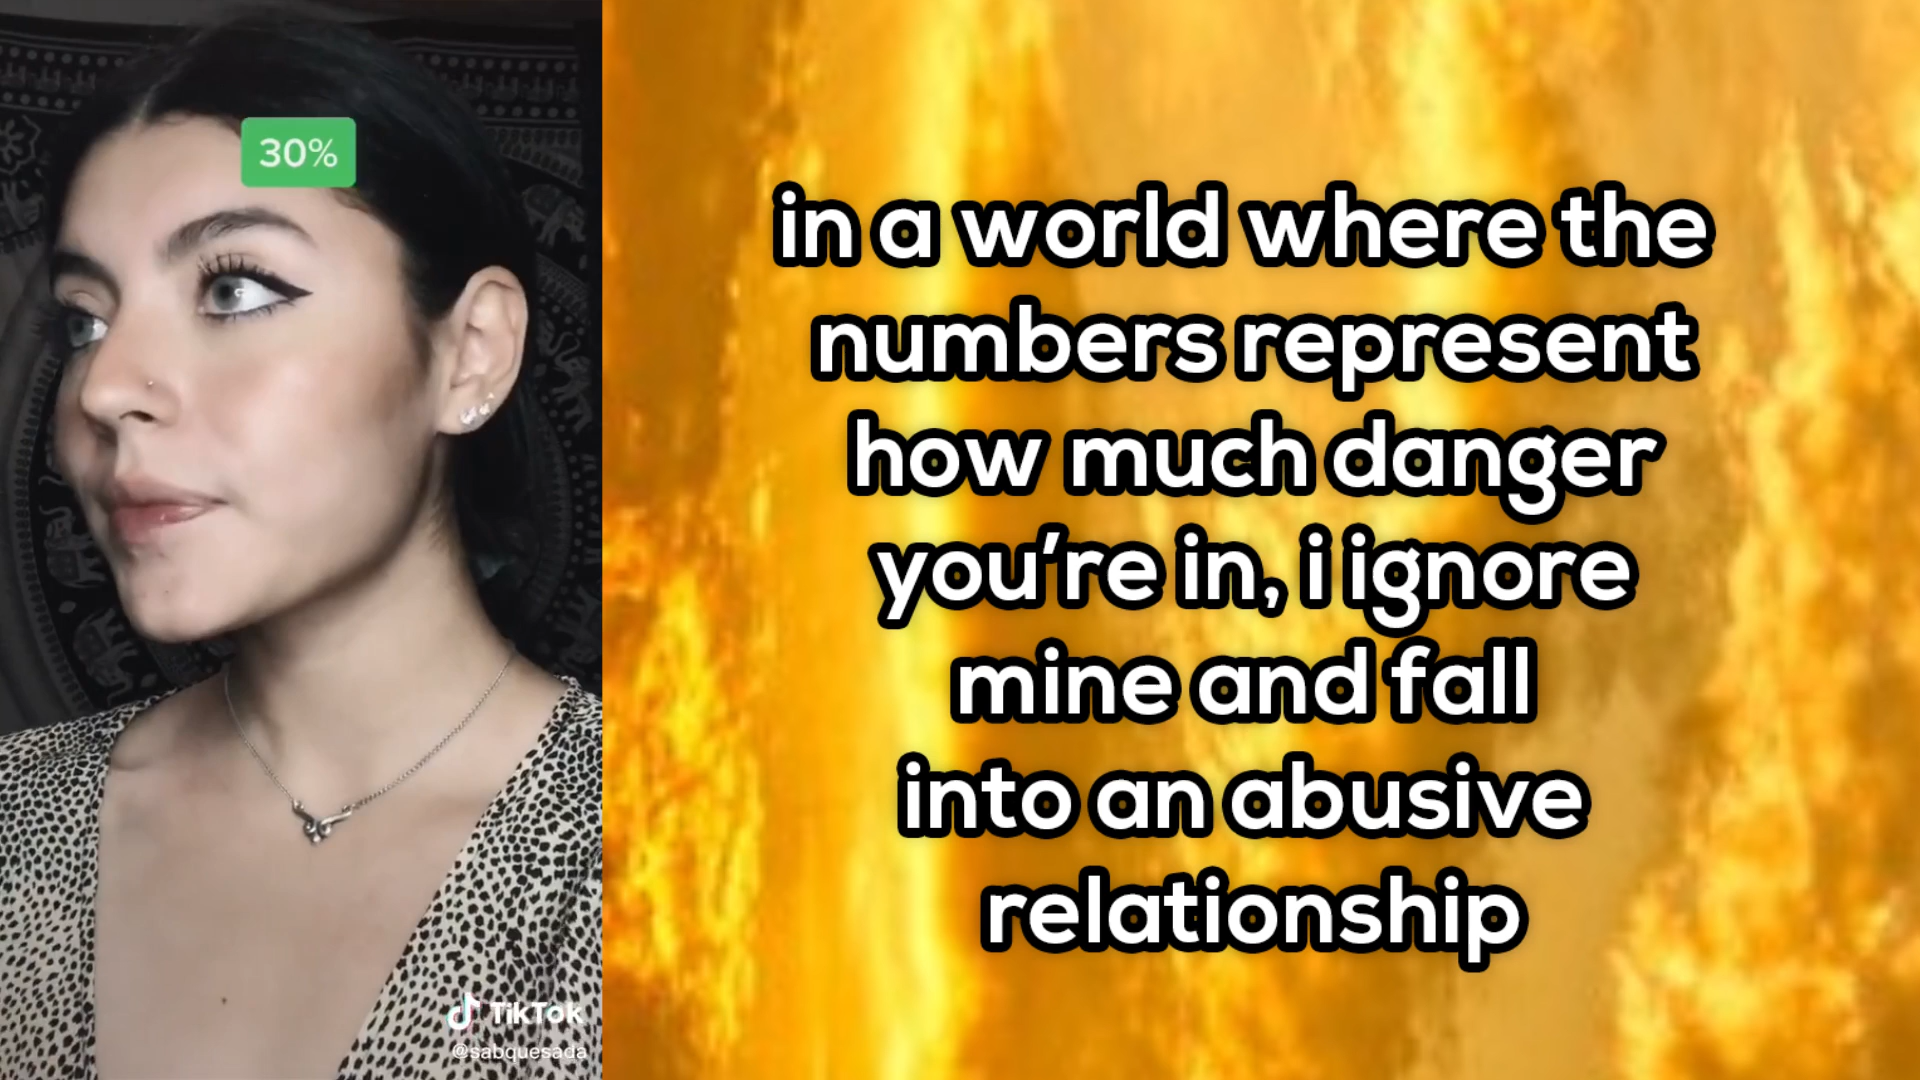 30%
in a world where the
numbers represent
how much danger
you're in, i ignore
mine and fall
into an abusive
relationship
TikTok
@sabquesada